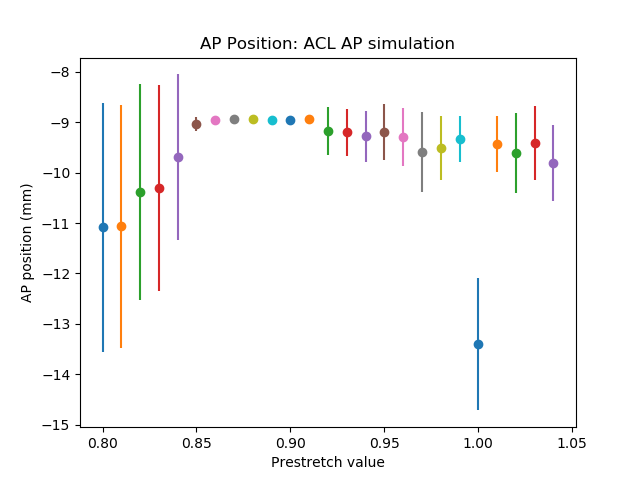 AP Position: ACL AP simulation
−8
−9
−10
−11
−12
−13
−14
−15
AP position (mm)
0.80 0.85 0.90 0.95 1.00 1.05
Prestretch value